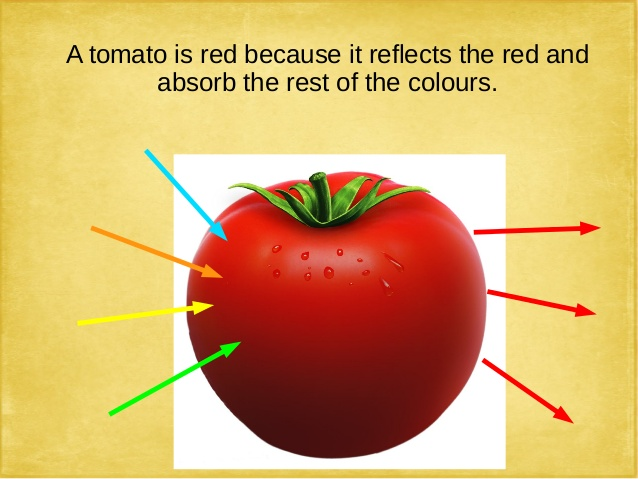 A tomato is red because it reflects the red and
absorb the rest of the colours.